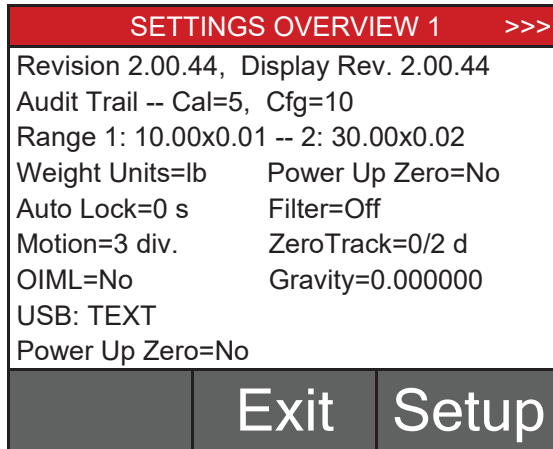 SETTINGS OVERVIEW 1 >>>
Revision 2.00.44, Display Rev. 2.00.44
Audit Trail -- Cal=5, Cfg=10
Range 1: 10.00x0.01 -- 2: 30.00x0.02
Weight Units=lb Power Up Zero=No
Auto Lock=0 s Filter=Off
Motion=3 div. ZeroTrack=0/2 d
OIML=No Gravity=0.000000
USB: TEXT
Power Up Zero=No
Exit Setup